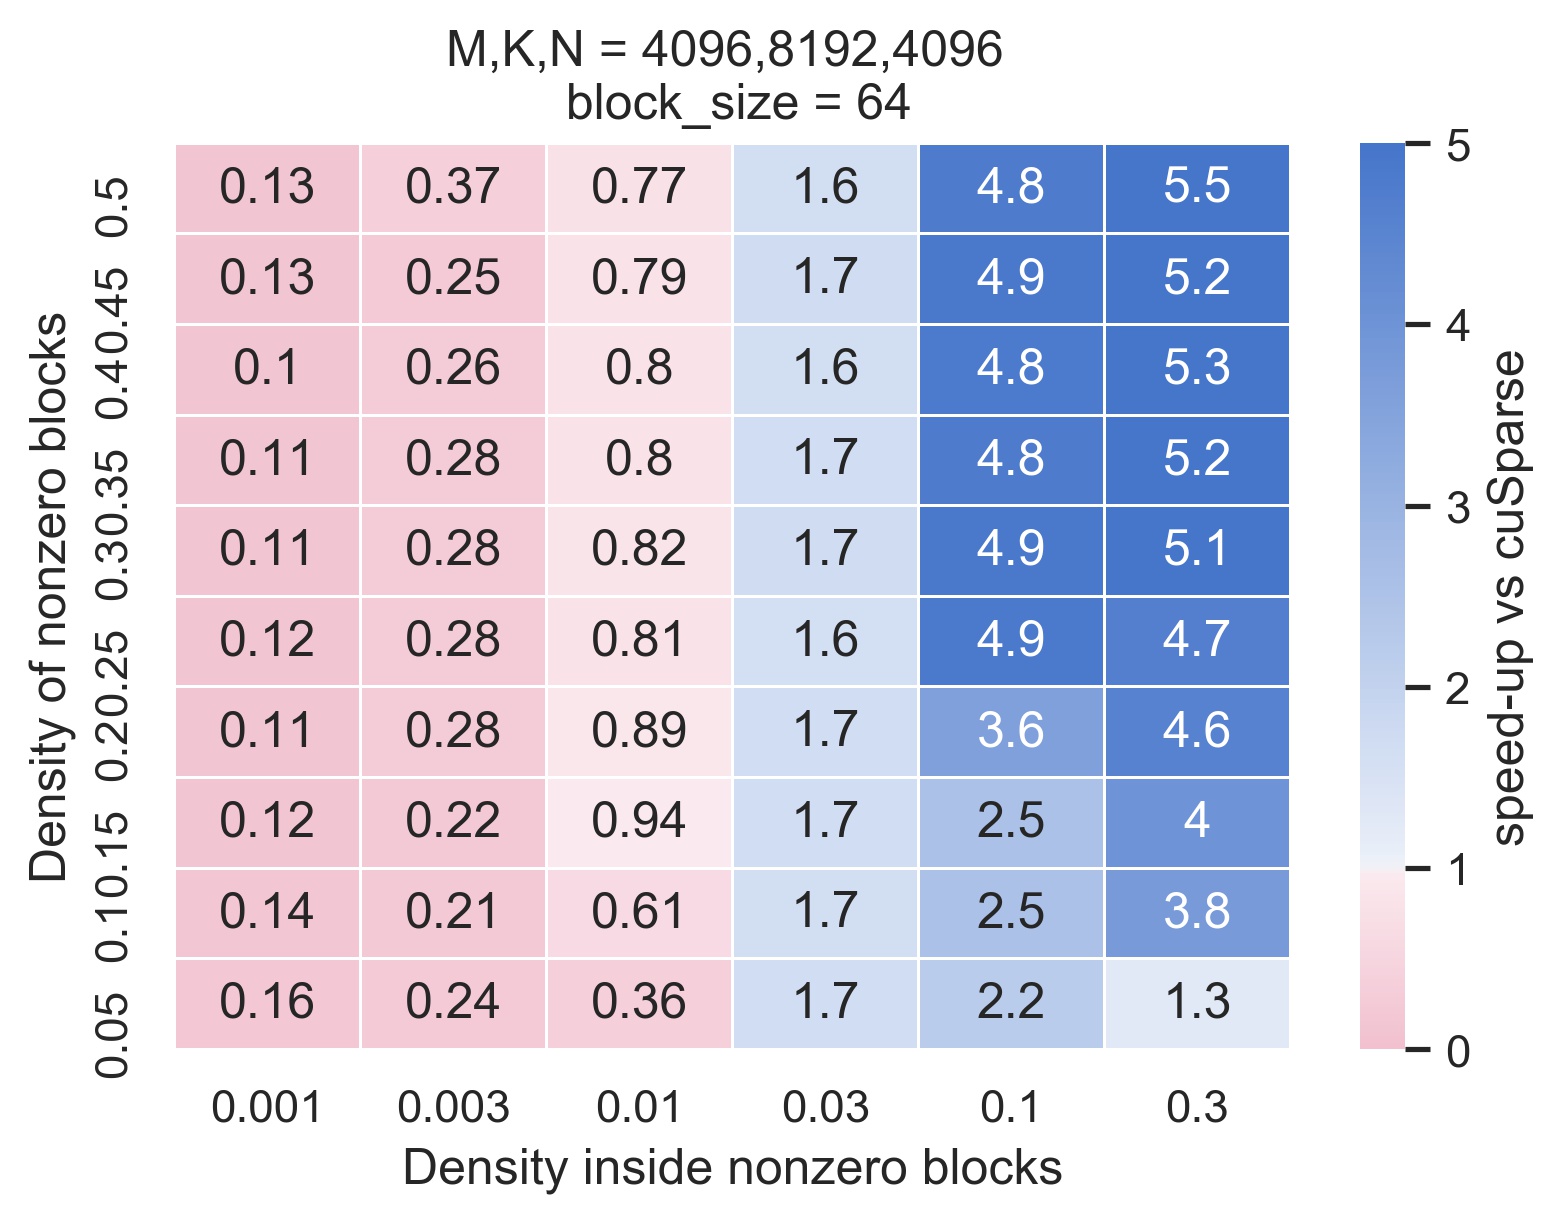 M,K,N = 4096,8192,4096
block_size = 64
Density of nonzero blocks
0.5 0.13 0.37 0.77 1.6 4.8 5.5
0.45 0.13 0.25 0.79 1.7 4.9 5.2
0.4 0.1 0.26 0.8 1.6 4.8 5.3
0.35 0.11 0.28 0.8 1.7 4.8 5.2
0.30 0.11 0.28 0.82 1.7 4.9 5.1
0.25 0.12 0.28 0.81 1.6 4.9 4.7
0.20 0.11 0.28 0.89 1.7 3.6 4.6
0.15 0.12 0.22 0.94 1.7 2.5 4
0.10 0.14 0.21 0.61 1.7 2.5 3.8
0.05 0.16 0.24 0.36 1.7 2.2 1.3
0.001 0.003 0.01 0.03 0.1 0.3
Density inside nonzero blocks
5
4
3
2
1
0
speed-up vs cuSparse